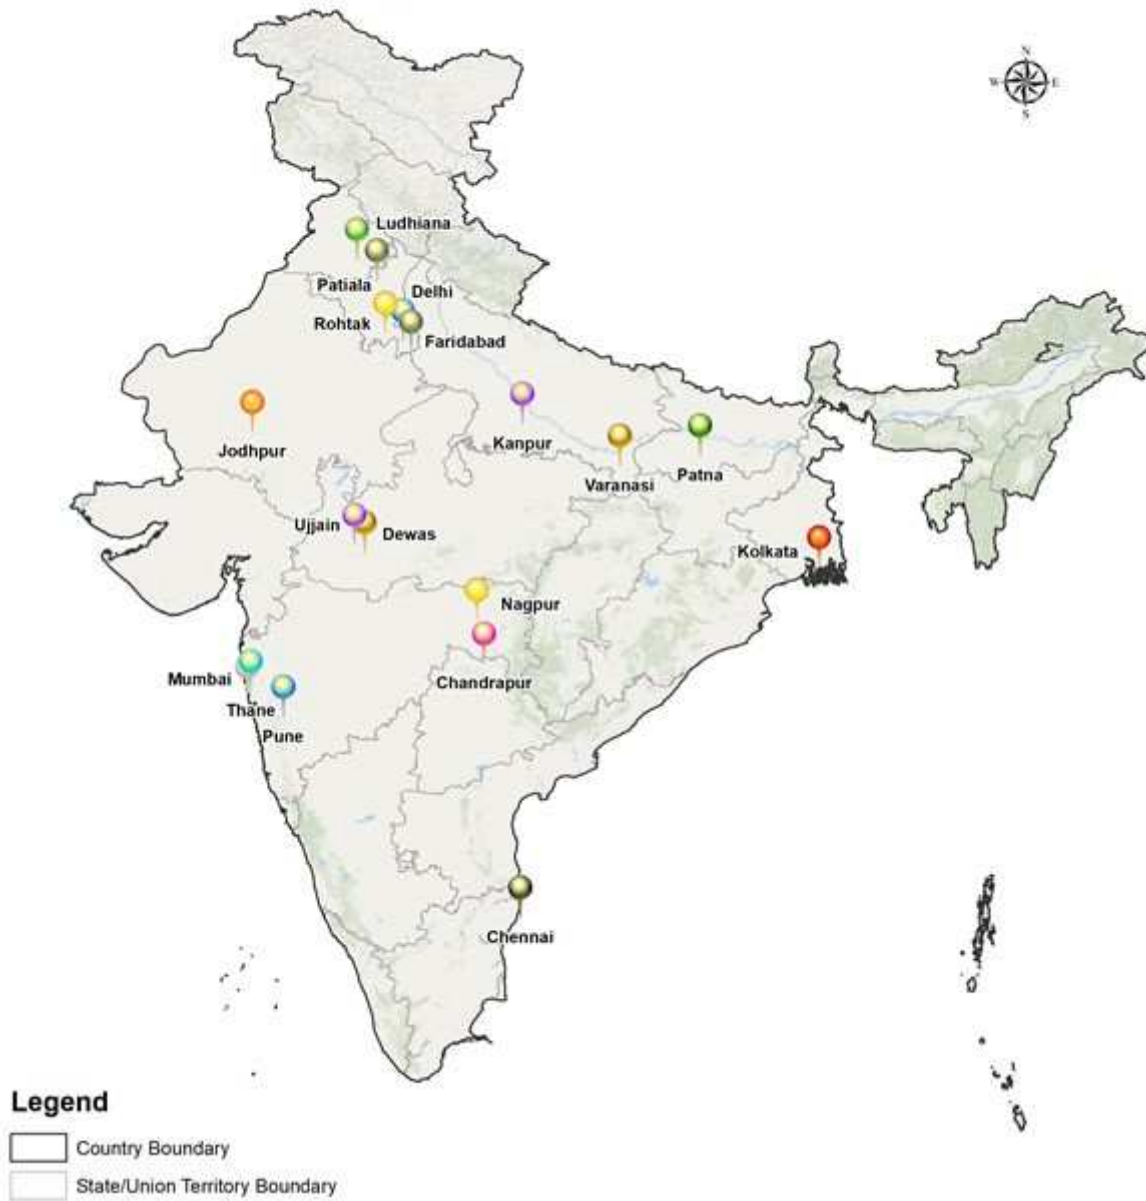 N
W E
S
Ludhiana
Patiala
Delhi
Rohtak
Faridabad
Jodhpur
Kanpur
Varanasi
Patna
Ujjain
Dewas
Kolkata
Nagpur
Mumbai
Chandrapur
Thane
Pune
Chennai
Legend
Country Boundary
State/Union Territory Boundary